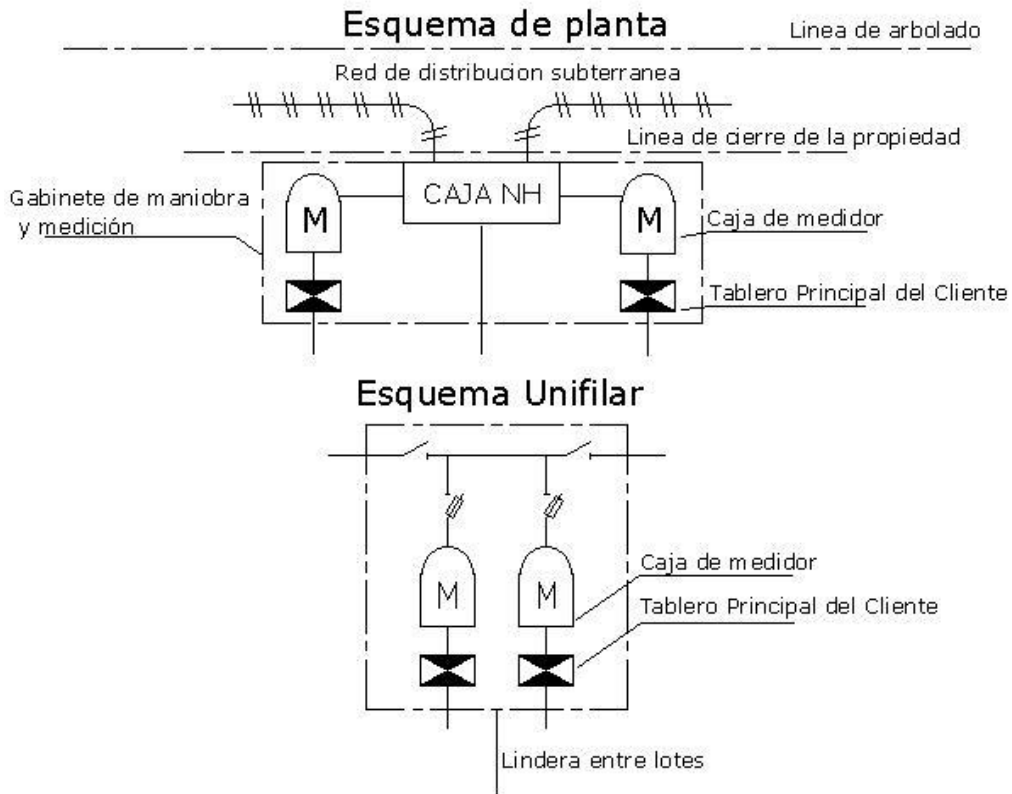 Esquema de planta
Linea de arbolado
Red de distribucion subterranea
Linea de cierre de la propiedad
Gabinete de maniobra
y medición
CAJA NH
M
M
Caja de medidor
Tablero Principal del Cliente
Esquema Unifilar
M
M
Caja de medidor
Tablero Principal del Cliente
Lindera entre lotes